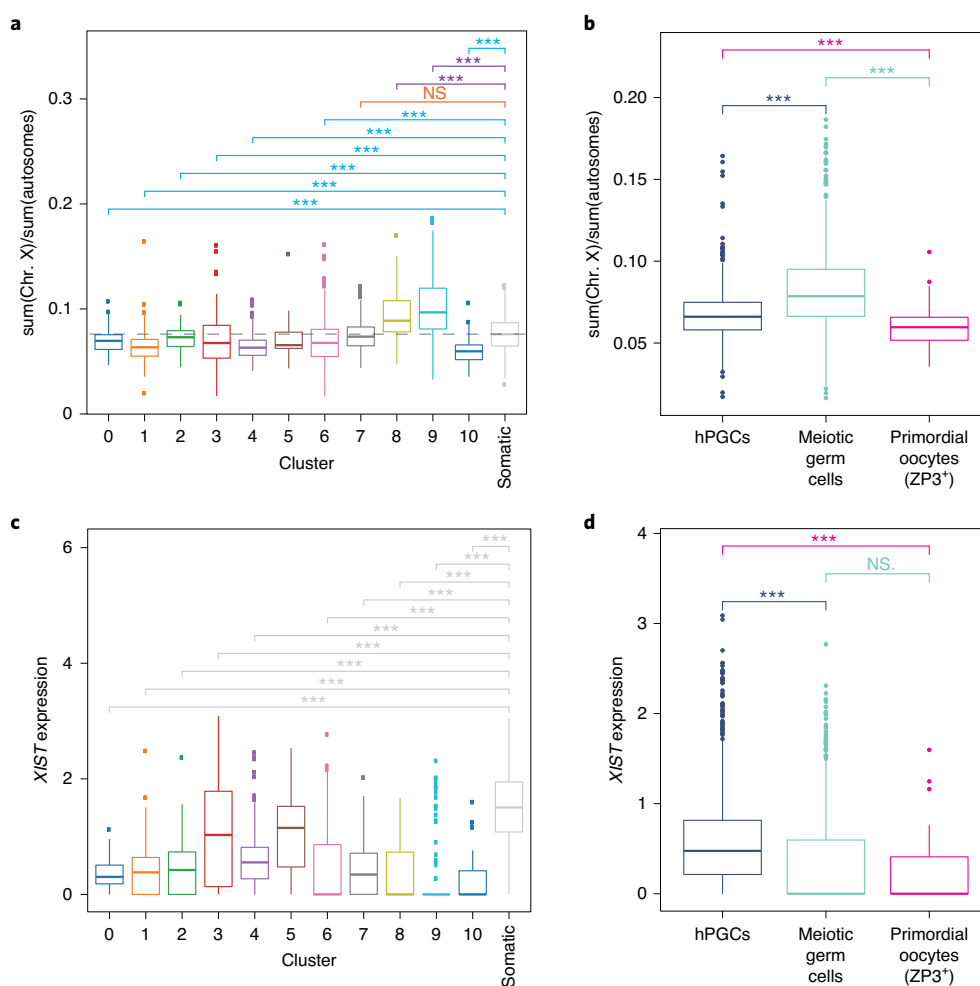 a
sum(Chr. X)/sum(autosomes)
0.3
0.2
0.1
0
***
***
***
NS
***
***
***
***
***
***
0 1 2 3 4 5 6 7 8 9 10 Somatic
Cluster
b
sum(Chr. X)/sum(autosomes)
0.20
0.15
0.10
0.05
***
***
***
hPGCs
Meiotic
germ
cells
Primordial
oocytes
(ZP3+)
c
XIST expression
6
4
2
0
***
***
***
***
***
***
***
***
***
***
0 1 2 3 4 5 6 7 8 9 10 Somatic
Cluster
d
XIST expression
4
3
2
1
0
***
NS.
***
hPGCs
Meiotic
germ
cells
Primordial
oocytes
(ZP3+)